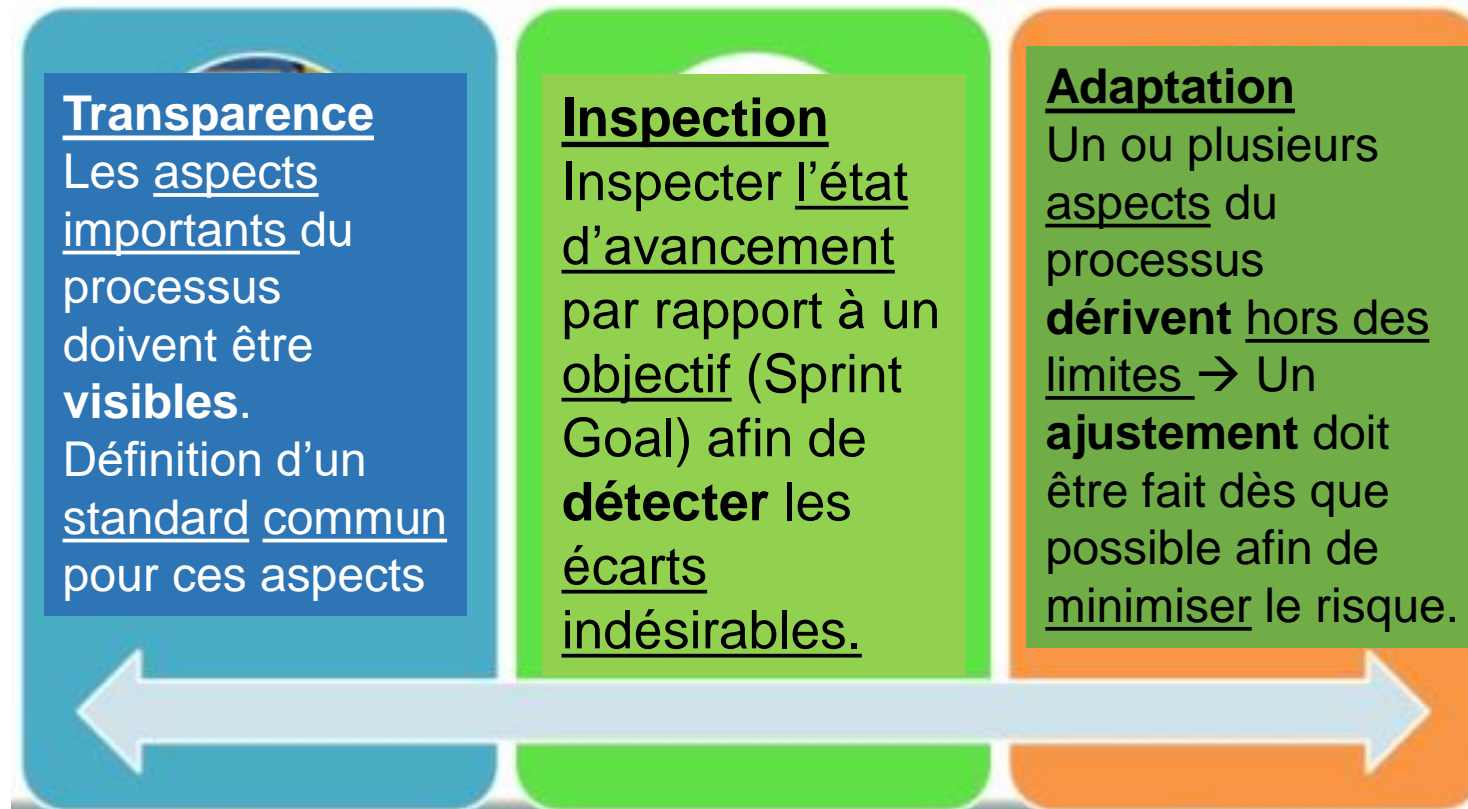 Transparence
Les aspects
importants du
processus
doivent être
visibles.
Définition d’un
standard commun
pour ces aspects
Inspection
Inspecter l’état
d’avancement
par rapport à un
objectif (Sprint
Goal) afin de
détecter les
écarts
indésirables.
Adaptation
Un ou plusieurs
aspects du
processus
dérivent hors des
limites → Un
ajustement doit
être fait dès que
possible afin de
minimiser le risque.